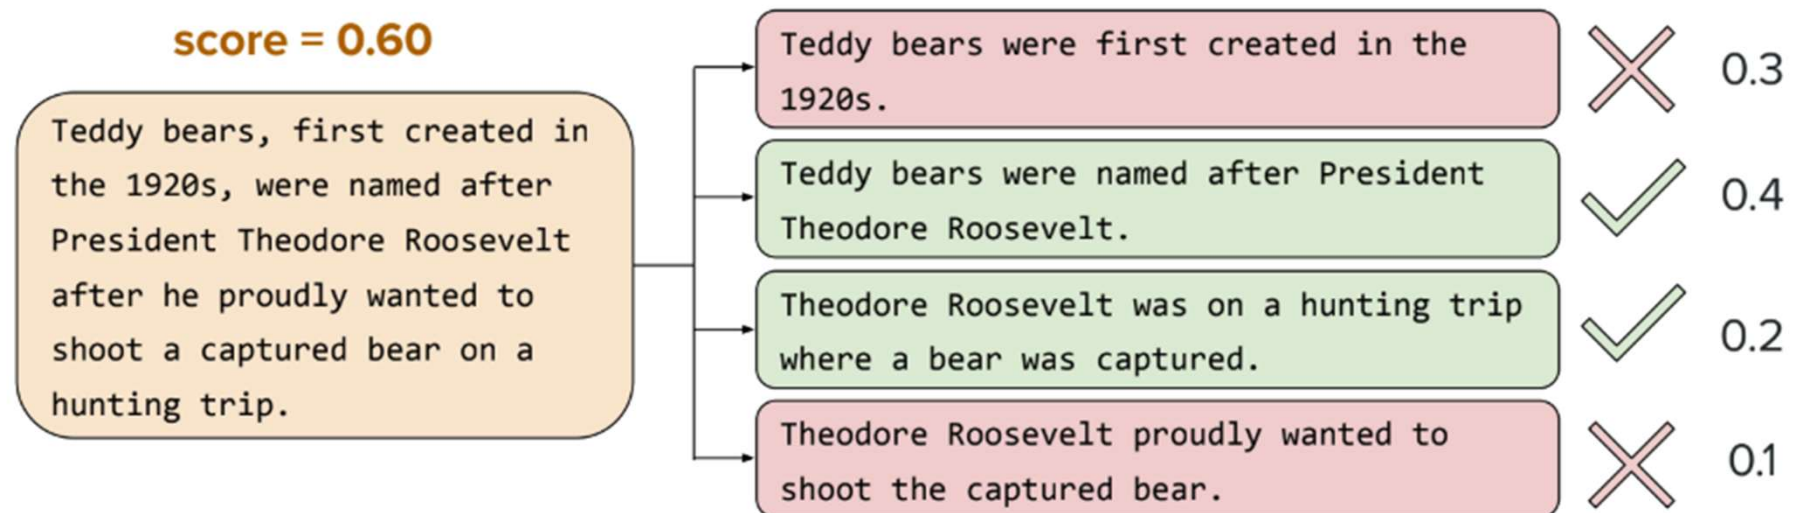 score = 0.60
Teddy bears, first created in
the 1920s, were named after
President Theodore Roosevelt
after he proudly wanted to
shoot a captured bear on a
hunting trip.
Teddy bears were first created in the
1920s.
0.3
Teddy bears were named after President
Theodore Roosevelt.
0.4
Theodore Roosevelt was on a hunting trip
where a bear was captured.
0.2
Theodore Roosevelt proudly wanted to
shoot the captured bear.
0.1